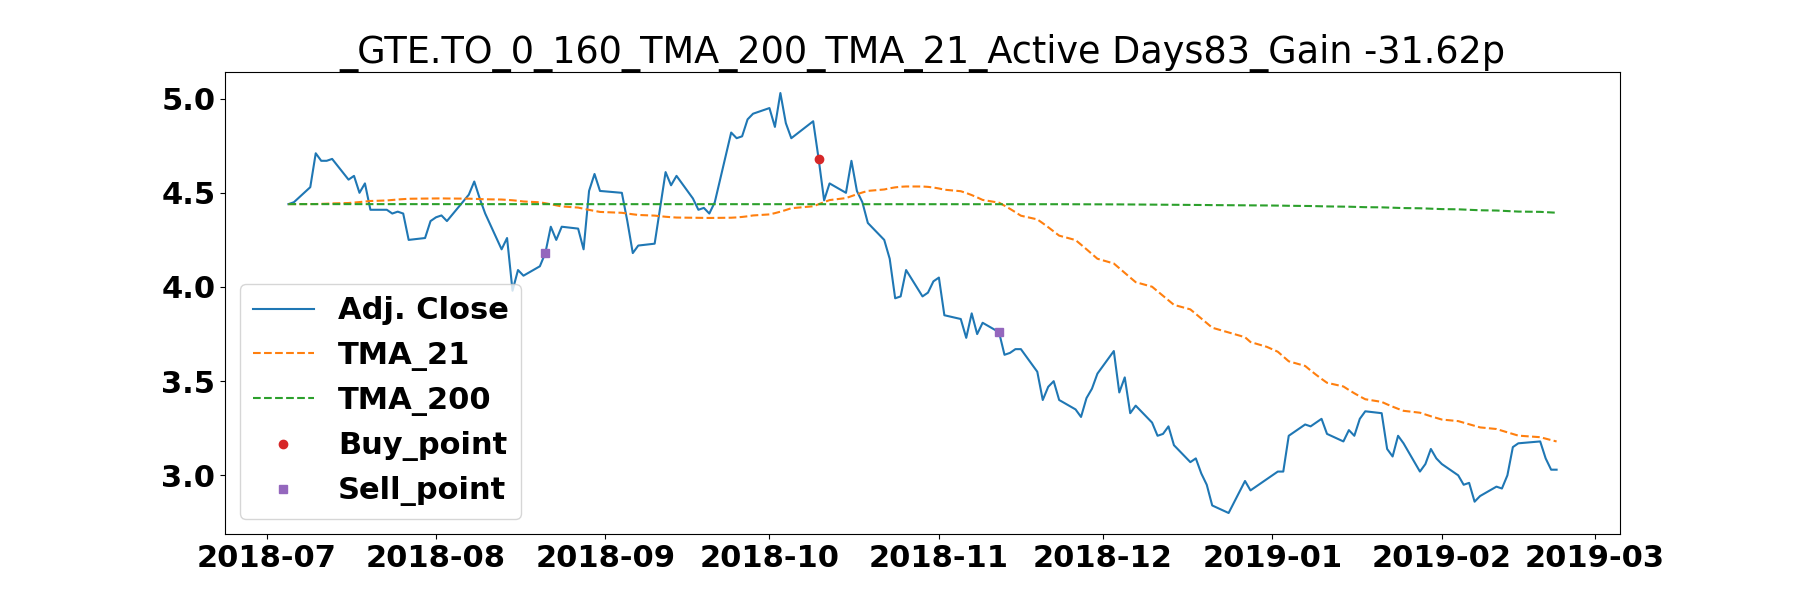 _GTE.TO_0_160_TMA_200_TMA_21_Active Days83_Gain -31.62p
5.0
4.5
4.0
3.5
3.0
Adj. Close
TMA_21
TMA_200
Buy_point
Sell_point
2018-07 2018-08 2018-09 2018-10 2018-11 2018-12 2019-01 2019-02 2019-03